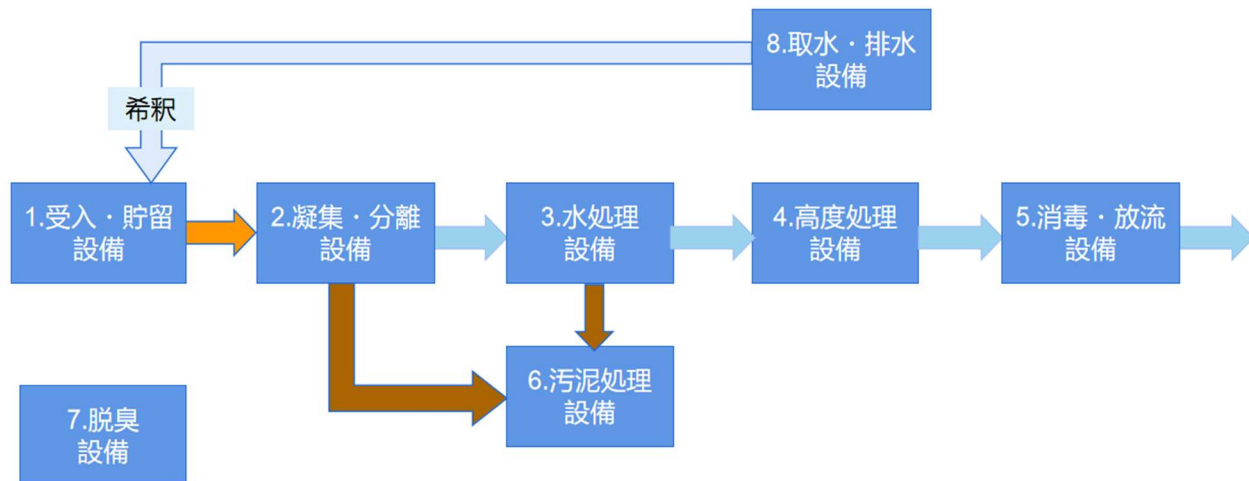 8.取水・排水
設備
希釈
1.受入・貯留
設備
2.凝集・分離
設備
3.水処理
設備
4.高度処理
設備
5.消毒・放流
設備
6.汚泥処理
設備
7.脱臭
設備